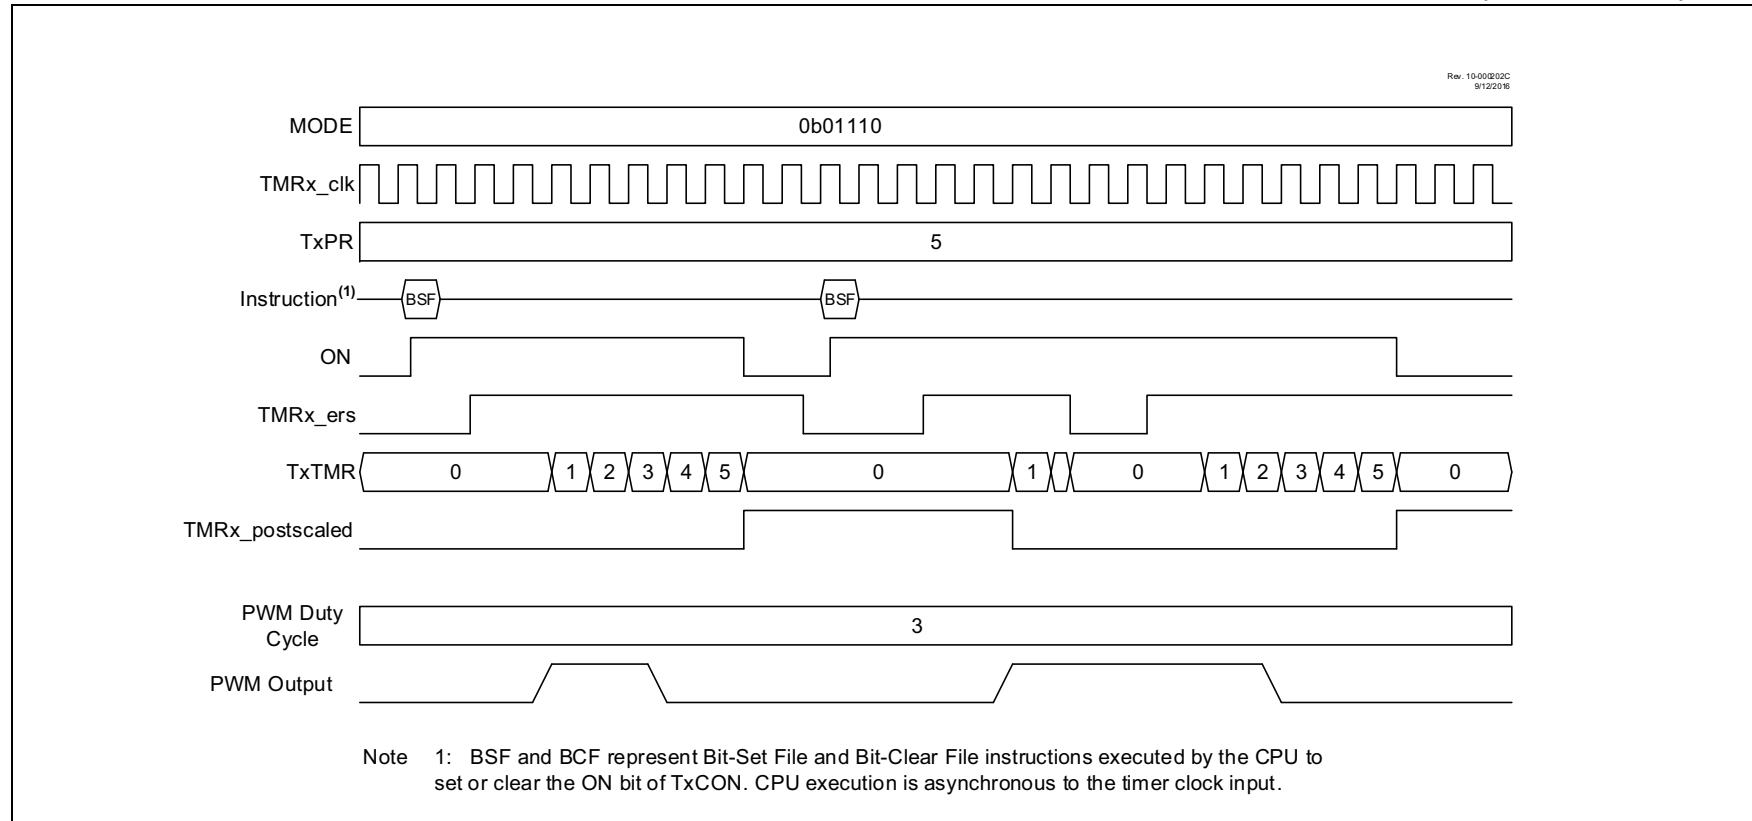 Rev. 10-000202C
9/12/2016
MODE 0b01110
TMRx_clk
TxPR 5
Instruction(1) BSF BSF
ON
TMRx_ers
TxTMR 0 1 2 3 4 5 0 1 0 1 2 3 4 5 0
TMRx_postscaled
PWM Duty
Cycle 3
PWM Output
Note 1: BSF and BCF represent Bit-Set File and Bit-Clear File instructions executed by the CPU to
set or clear the ON bit of TxCON. CPU execution is asynchronous to the timer clock input.